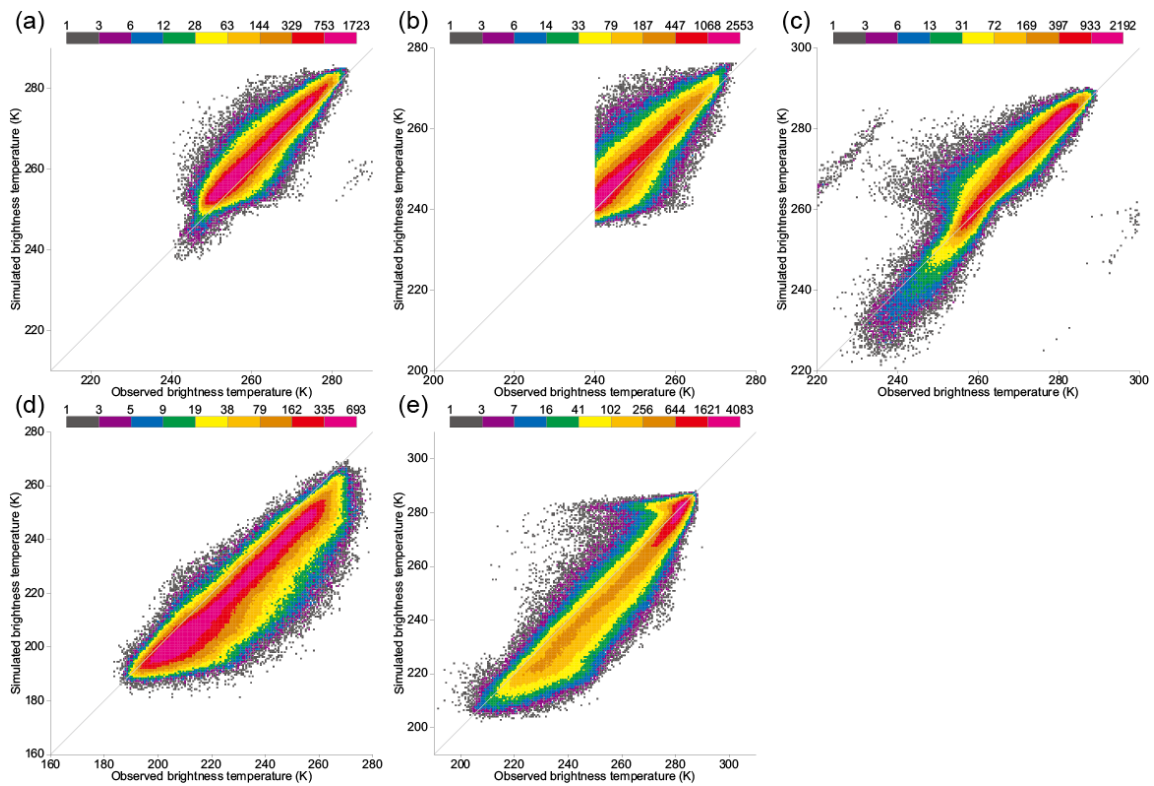 (a) 1 3 6 12 28 63 144 329 753 1723
Simulated brightness temperature (K)
280
260
240
220
220 240 260 280
Observed brightness temperature (K)
(b) 1 3 6 14 33 79 187 447 1068 2553
Simulated brightness temperature (K)
280
260
240
220
200
200 220 240 260 280
Observed brightness temperature (K)
(c) 1 3 6 13 31 72 169 397 933 2192
Simulated brightness temperature (K)
300
280
260
240
220
220 240 260 280 300
Observed brightness temperature (K)
(d) 1 3 5 9 19 38 79 162 335 693
Simulated brightness temperature (K)
280
260
240
220
200
180
160
160 180 200 220 240 260 280
Observed brightness temperature (K)
(e) 1 3 7 16 41 102 256 644 1621 4083
Simulated brightness temperature (K)
300
280
260
240
220
200
200 220 240 260 280 300
Observed brightness temperature (K)